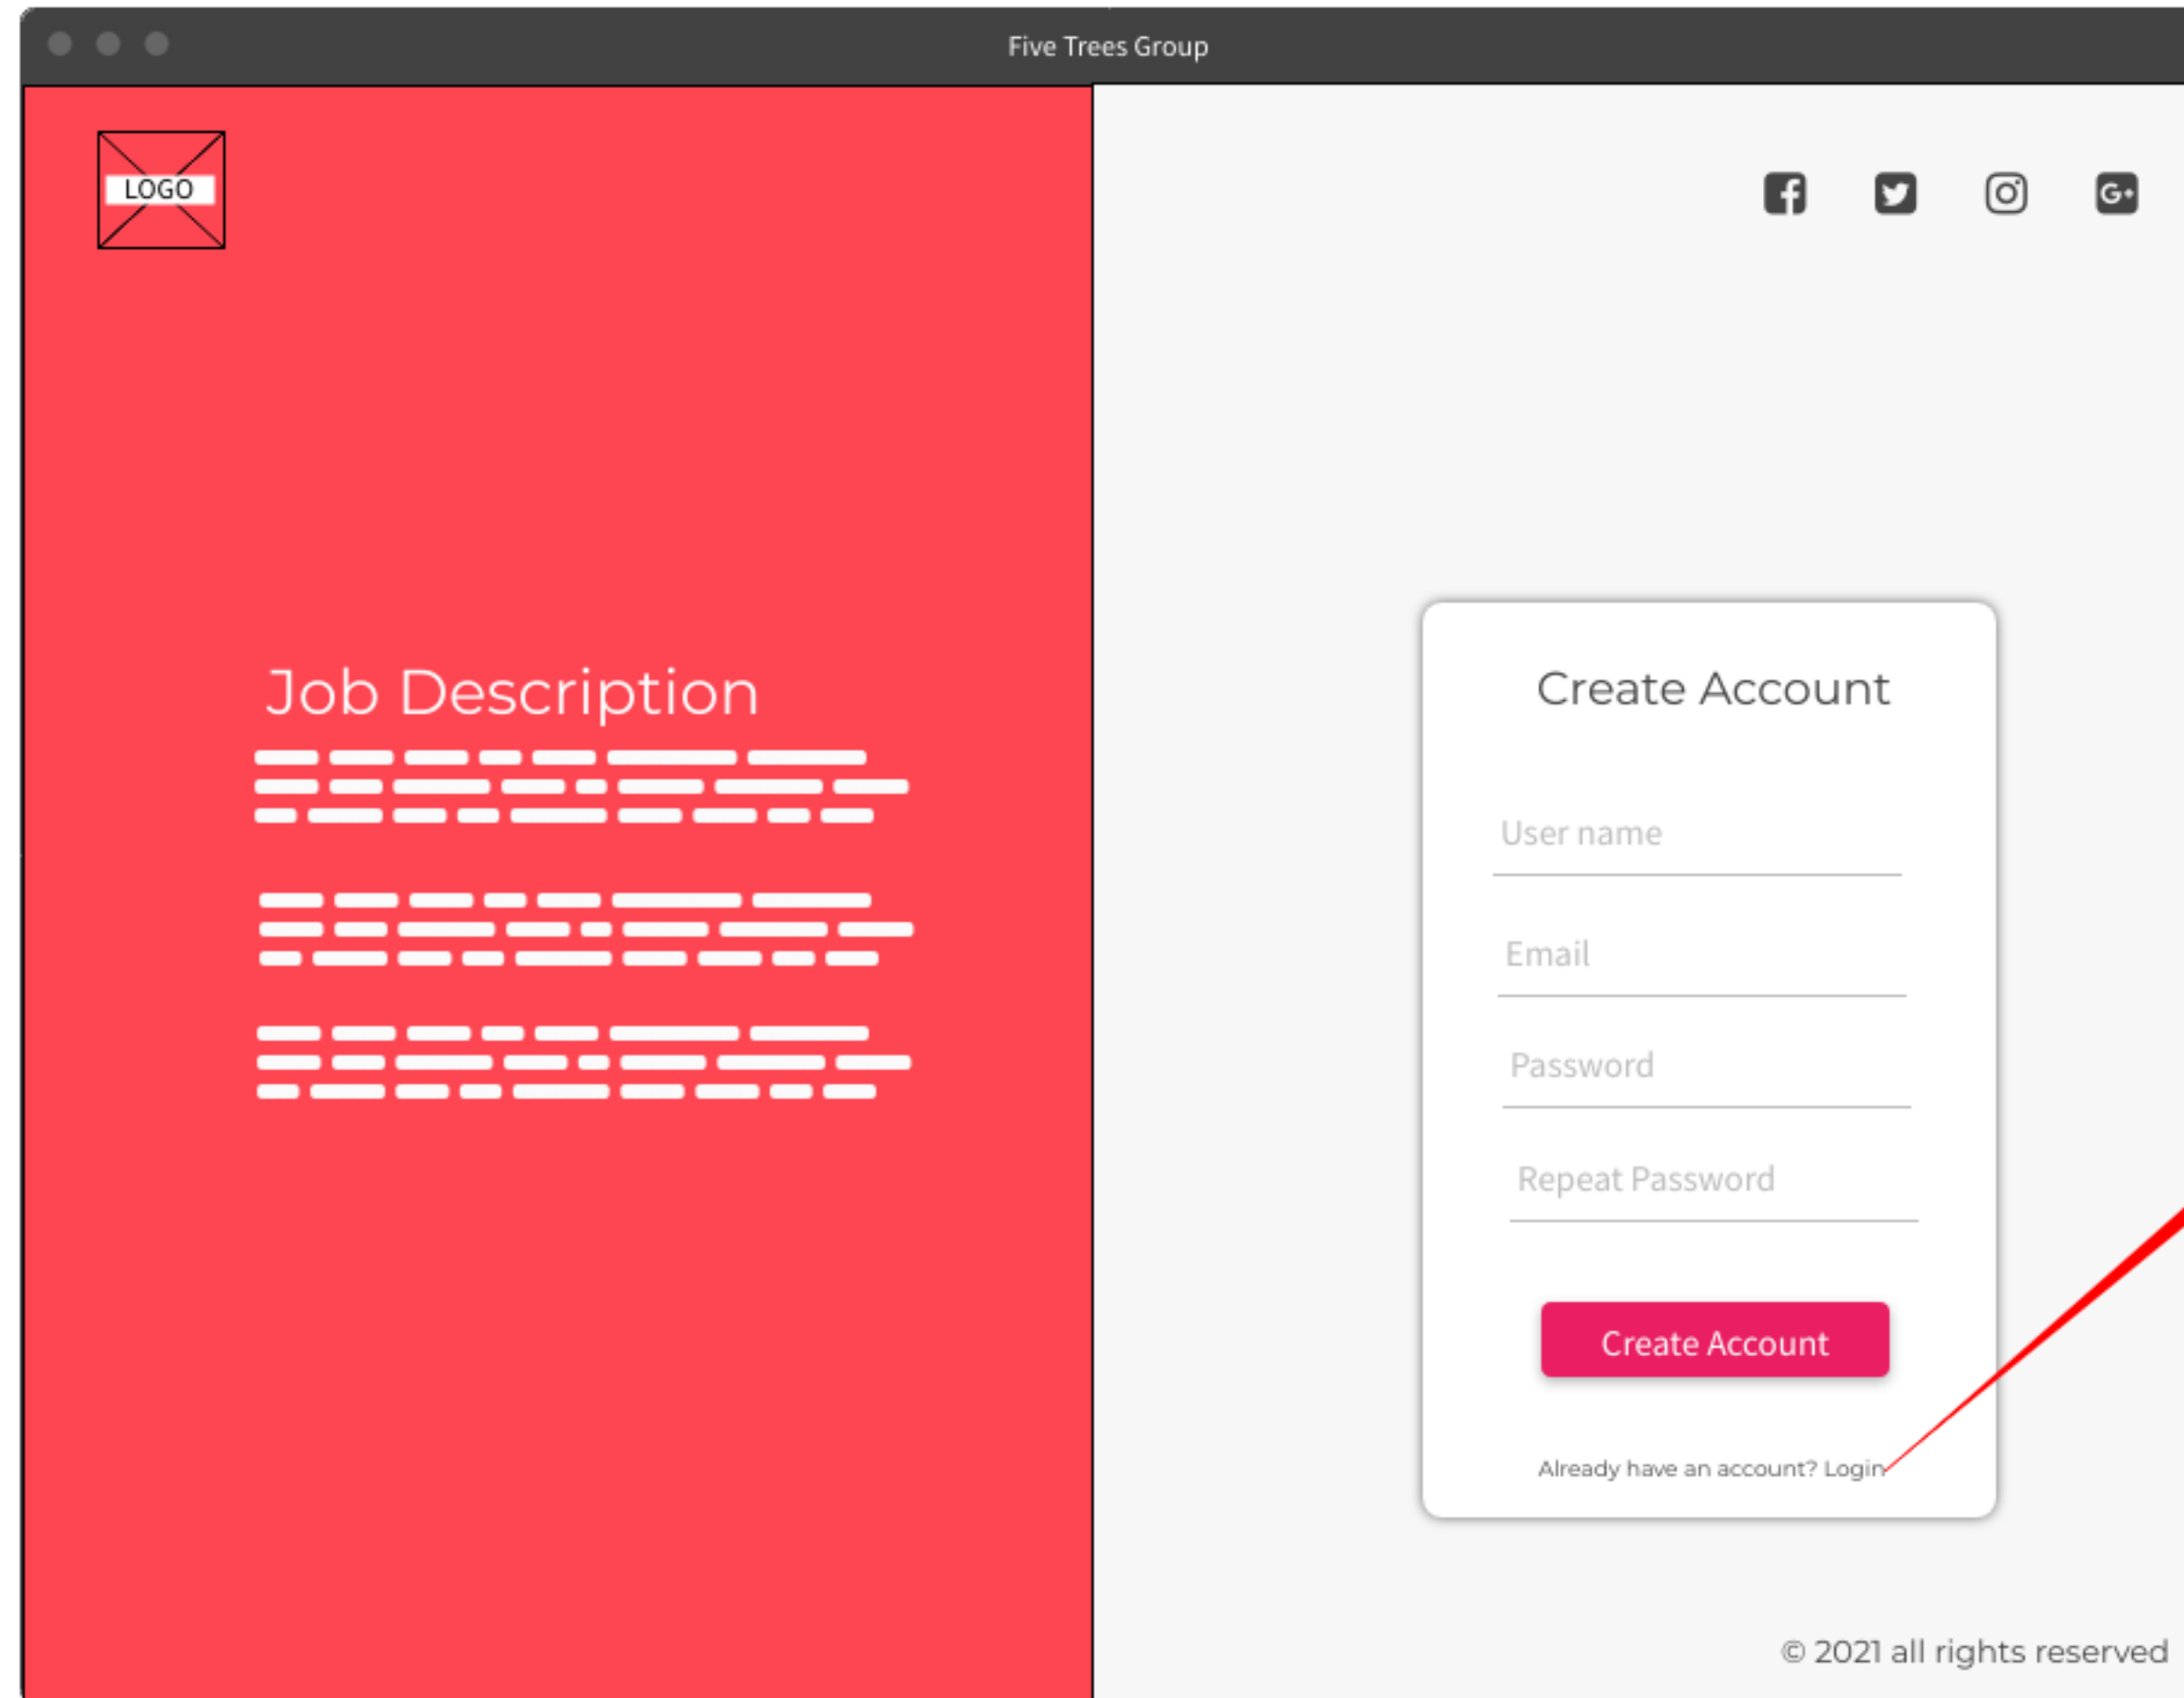 Five Trees Group
LOGO
Job Description
Create Account
User name
Email
Password
Repeat Password
Create Account
Already have an account? Login
© 2021 all rights reserved